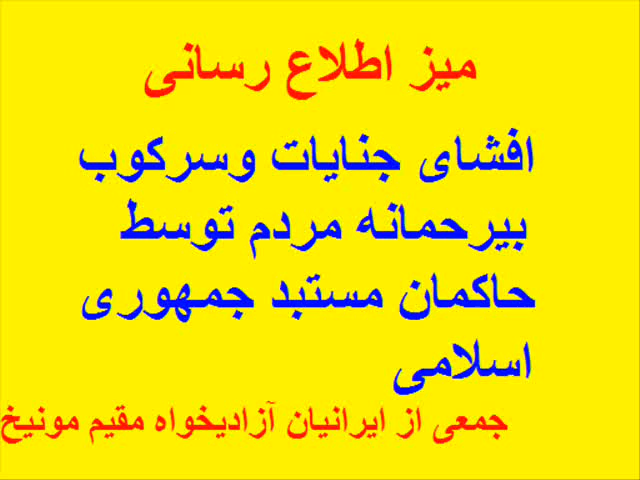 میز اطلاع رسانی
افشای جنایات وسرکوب
بیرحمانه مردم توسط
حاکمان مستبد جمهوری
اسلامی
جمعی از ایرانیان آزادیخواه مقیم مونیخ